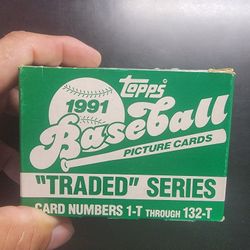 Topps
1991
Baseball
PICTURE CARDS
"TRADED" SERIES
CARD NUMBERS 1-T THROUGH 132-T